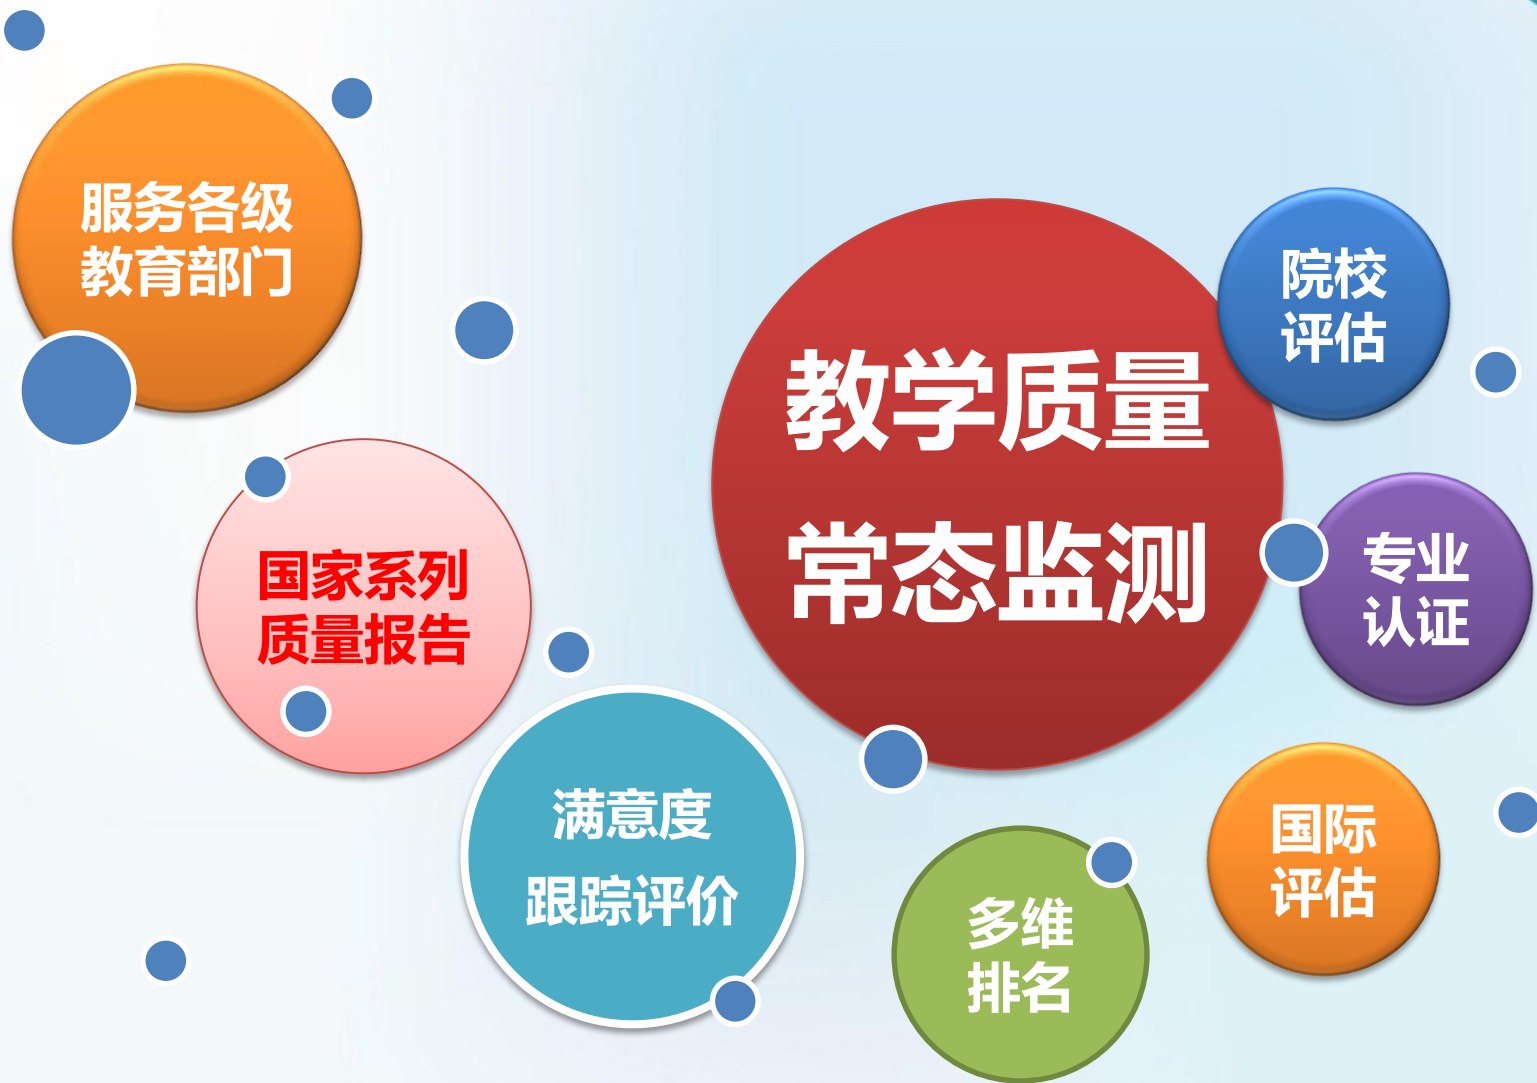 服务各级
教育部门
国家系列
质量报告
满意度
跟踪评价
教学质量
常态监测
院校
评估
专业
认证
国际
评估
多维
排名